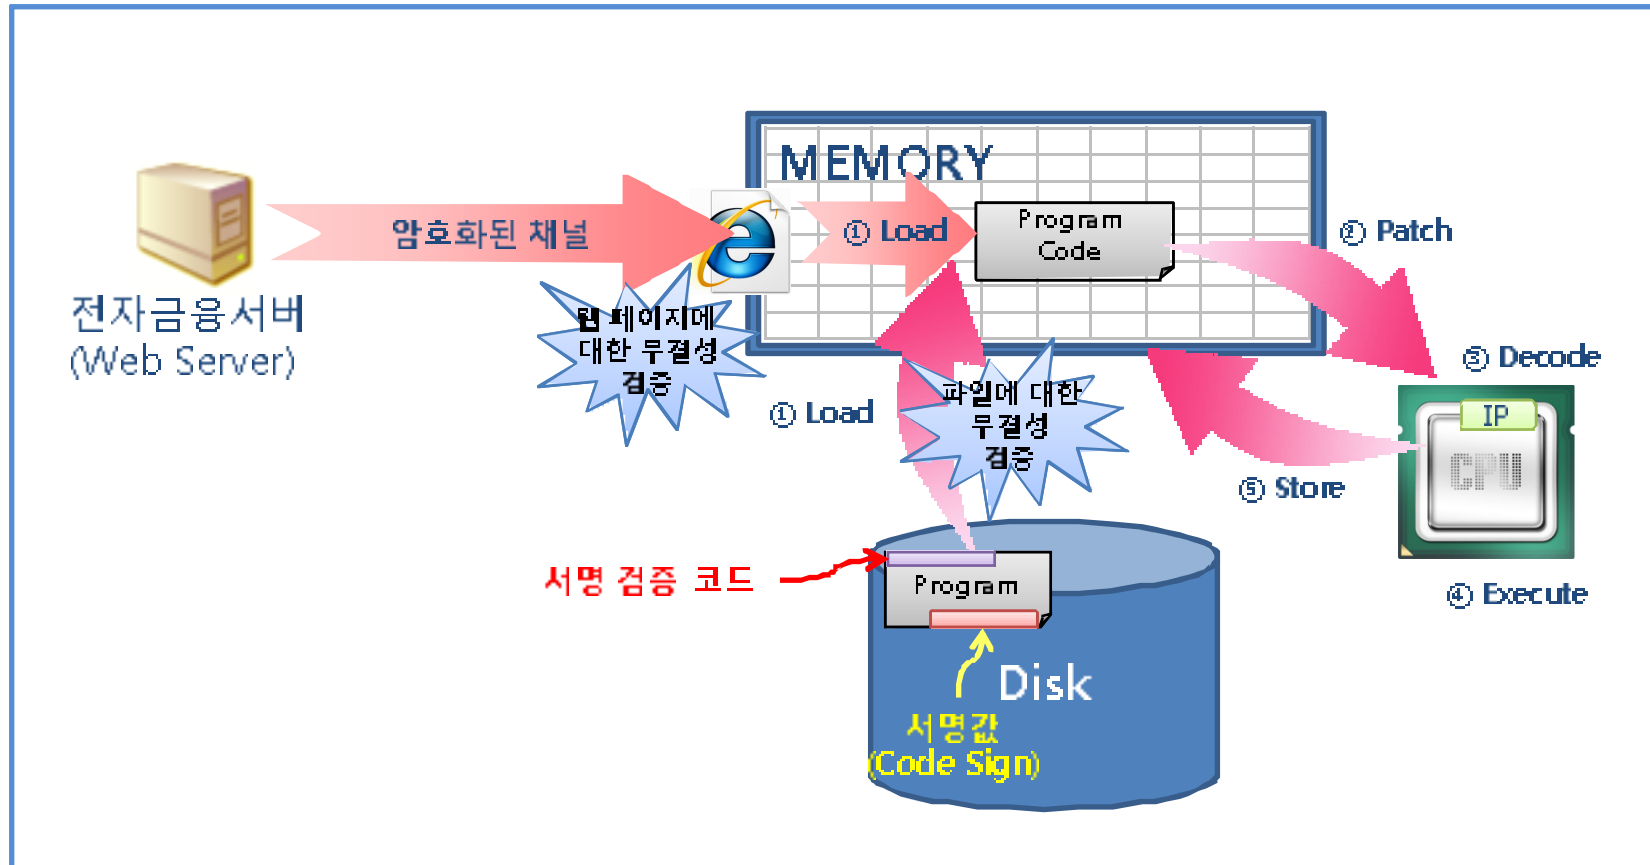 MEMORY
암호화된 채널
① Load
Program
Code
② Patch
전자금융서버
(Web Server)
웹 페이지에
대한 무결성
검증
① Load
파일에 대한
무결성
검증
③ Decode
IP
CPU
⑤ Store
④ Execute
서명 검증 코드
Program
Disk
서명값
(Code Sign)